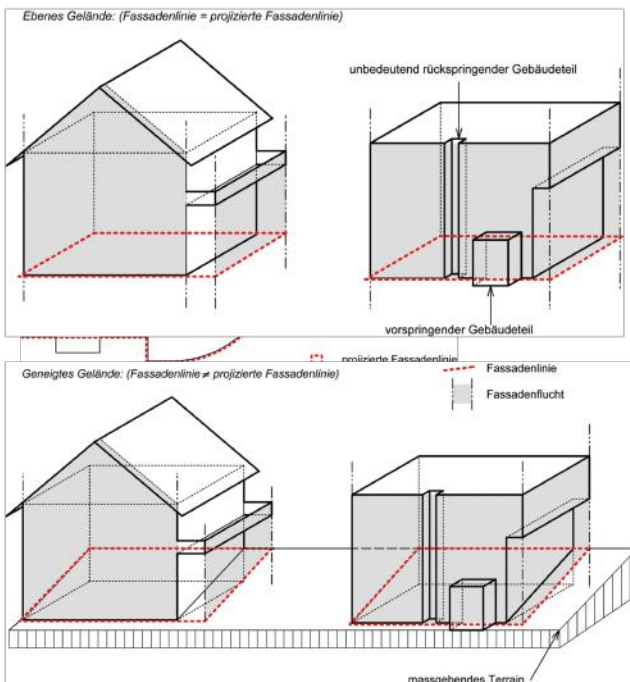 Ebenes Gelände: (Fassadenlinie = projizierte Fassadenlinie)
unbedeutend rückspringender Gebäudeteil
vorspringender Gebäudeteil
projizierte Fassadenlinie
Geneigtes Gelände: (Fassadenlinie ≠ projizierte Fassadenlinie)
Fassadenlinie
Fassadenflucht
massgebendes Terrain